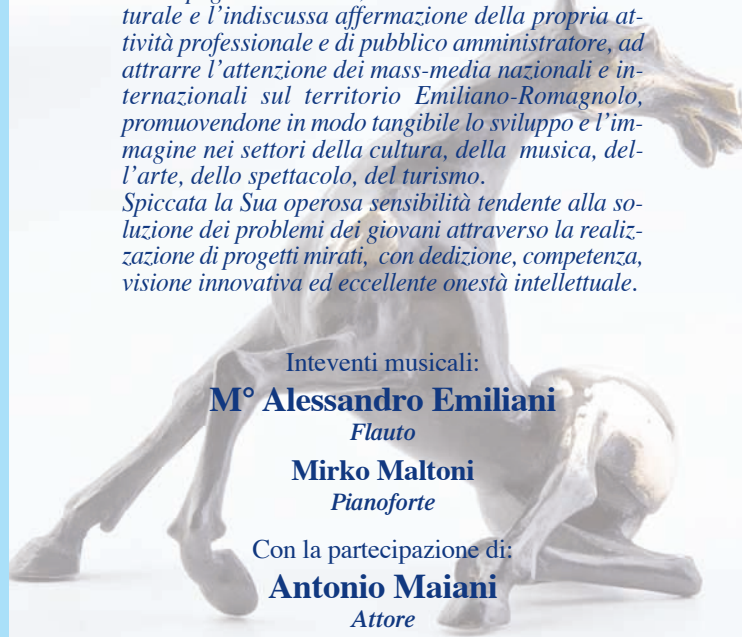 turale e l’indiscussa affermazione della propria at-
tività professionale e di pubblico amministratore, ad
attrarre l’attenzione dei mass-media nazionali e in-
ternazionali sul territorio Emiliano-Romagnolo,
promuovendone in modo tangibile lo sviluppo e l’im-
magine nei settori della cultura, della musica, del-
l’arte, dello spettacolo, del turismo.
Spiccata la Sua operosa sensibilità tendente alla so-
luzione dei problemi dei giovani attraverso la realiz-
zazione di progetti mirati, con dedizione, competenza,
visione innovativa ed eccellente onestà intellettuale.
Inteventi musicali:
M° Alessandro Emiliani
Flauto
Mirko Maltoni
Pianoforte
Con la partecipazione di:
Antonio Maiani
Attore